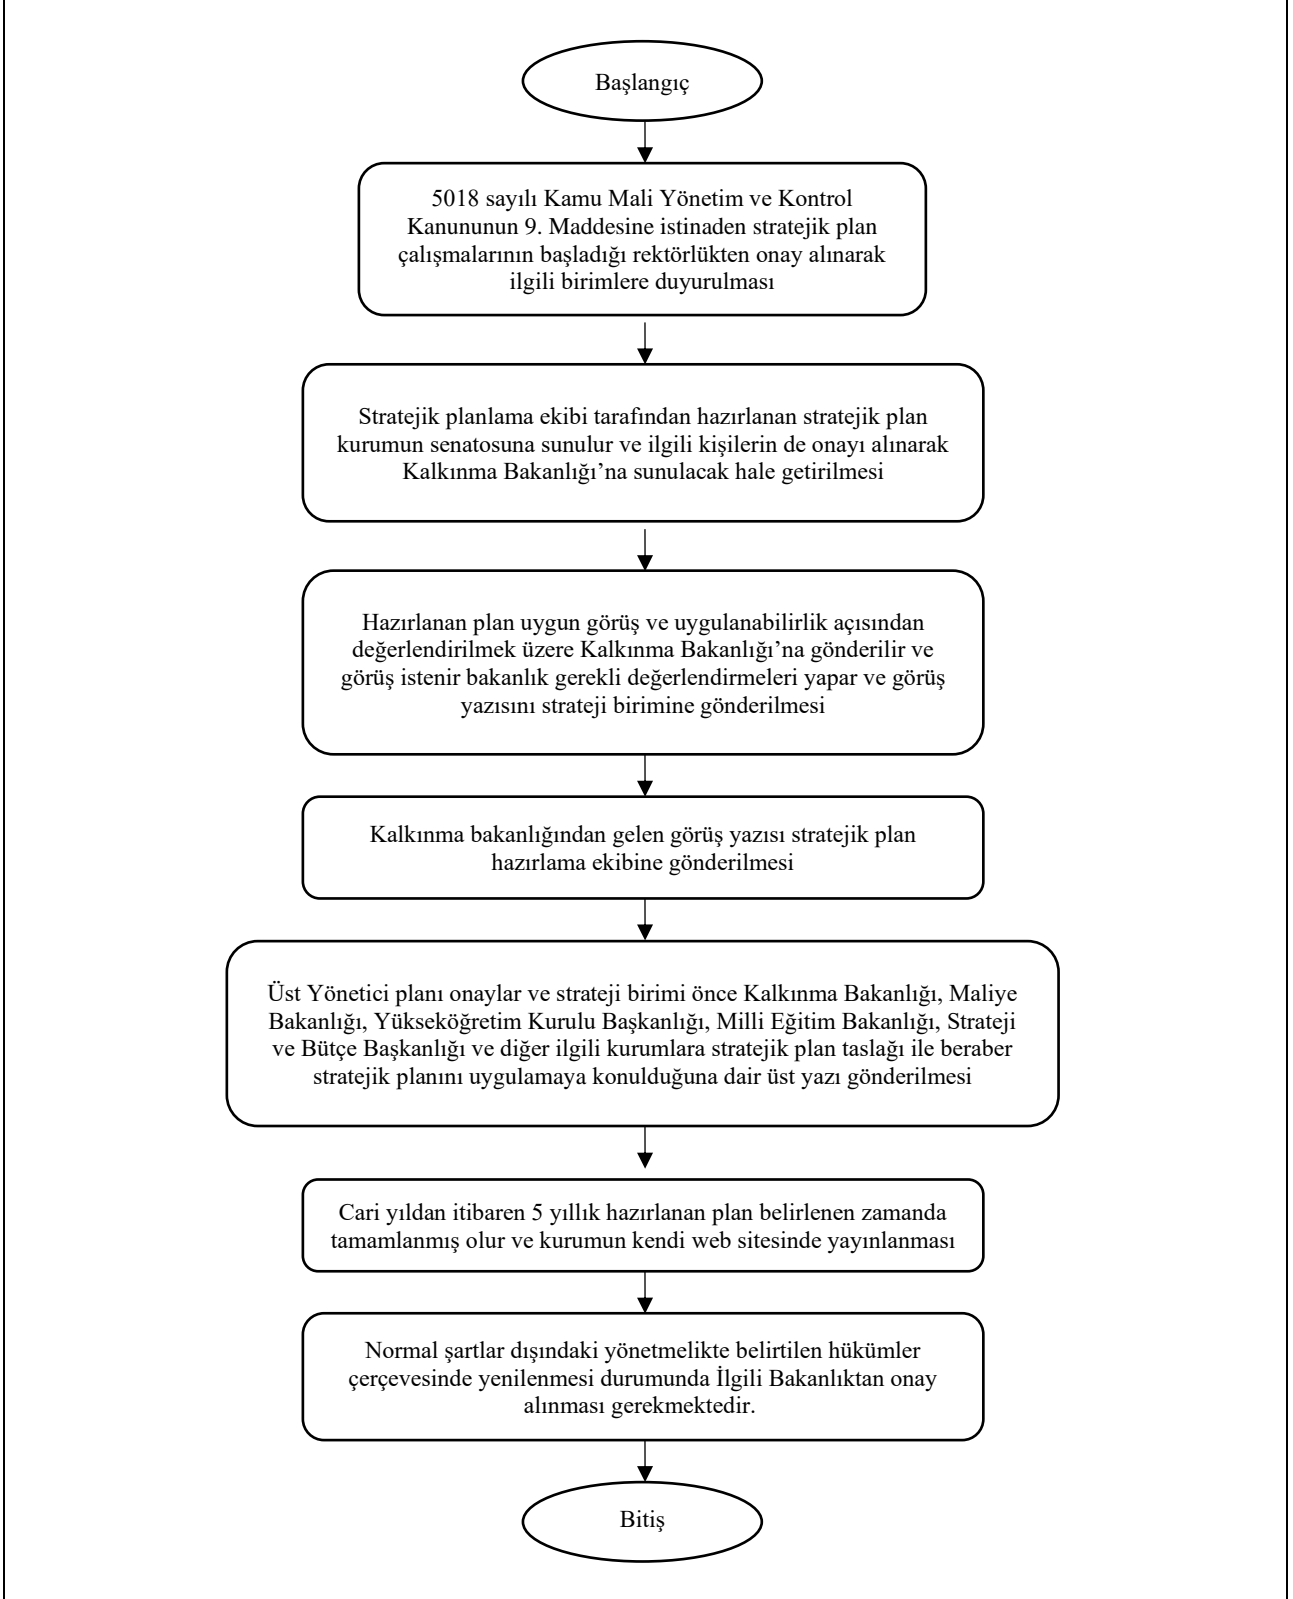 Başlangıç
5018 sayılı Kamu Mali Yönetim ve Kontrol
Kanununun 9. Maddesine istinaden stratejik plan
çalışmalarının başladığı rektörlükten onay alınarak
ilgili birimlere duyurulması
Stratejik planlama ekibi tarafından hazırlanan stratejik plan
kurumun senatosuna sunulur ve ilgili kişilerin de onayı alınarak
Kalkınma Bakanlığı’na sunulacak hale getirilmesi
Hazırlanan plan uygun görüş ve uygulanabilirlik açısından
değerlendirilmek üzere Kalkınma Bakanlığı’na gönderilir ve
görüş istenir bakanlık gerekli değerlendirmeleri yapar ve görüş
yazısını strateji birimine gönderilmesi
Kalkınma bakanlığından gelen görüş yazısı stratejik plan
hazırlama ekibine gönderilmesi
Üst Yönetici planı onaylar ve strateji birimi önce Kalkınma Bakanlığı, Maliye
Bakanlığı, Yükseköğretim Kurulu Başkanlığı, Milli Eğitim Bakanlığı, Strateji
ve Bütçe Başkanlığı ve diğer ilgili kurumlara stratejik plan taslağı ile beraber
stratejik planını uygulamaya konulduğuna dair üst yazı gönderilmesi
Cari yıldan itibaren 5 yıllık hazırlanan plan belirlenen zamanda
tamamlanmış olur ve kurumun kendi web sitesinde yayınlanması
Normal şartlar dışındaki yönetmelikte belirtilen hükümler
çerçevesinde yenilenmesi durumunda İlgili Bakanlıktan onay
alınması gerekmektedir.
Bitiş